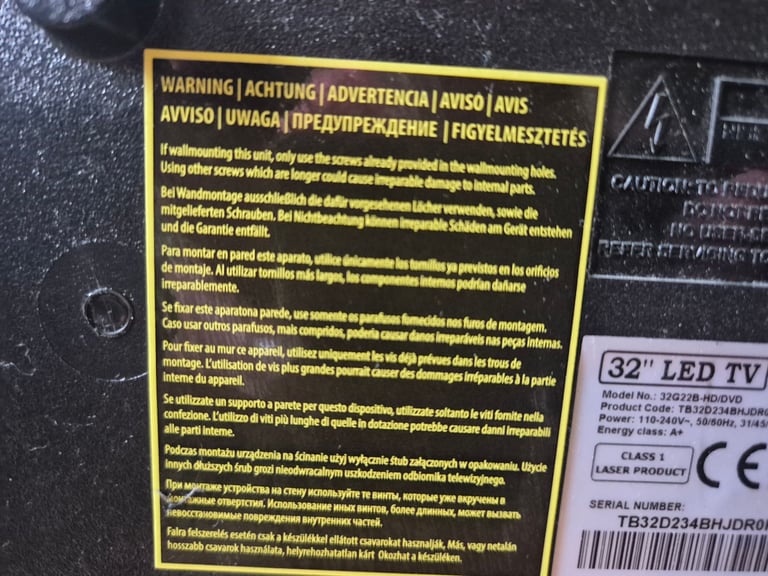 WARNING | ACHTUNG | ADVERTENCIA | AVISO | AVIS
AVVISO | UWAGA | ПРЕДУПРЕЖДЕНИЕ | FIGYELMESZTETÉS
If wallmounting this unit, only use the screws already provided in the wallmounting holes.
Using other screws which are longer could cause irreparable damage to internal parts.
Bei Wandmontage ausschließlich die dafür vorgesehenen Löcher verwenden, sowie die
mitgelieferten Schrauben. Bei Nichtbeachtung können irreparable Schäden am Gerät entstehen
und die Garantie entfällt.
Para montar en pared este aparato, utilice únicamente los tornillos ya previstos en los orificios
de montaje. Al utilizar tornillos más largos, los componentes internos podrían dañarse
irreparablemente.
Se fixar este aparatona parede, use somente os parafusos fornecidos nos furos de montagem.
Caso usar outros parafusos, mais compridos, poderia causar danos irreparáveis nas peças internas.
Pour fixer au mur ce appareil, utilisez uniquement les vis déjà prévues dans les trous de
montage. L'utilisation de vis plus grandes pourrait causer des dommages irréparables à la partie
interne du appareil.
Se utilizzate un supporto a parete per questo dispositivo, utilizzate soltanto le viti fornite nella
confezione. L'utilizzo di viti più lunghe di quelle in dotazione potrebbe causare danni irreparabili
alle parti interne.
Podczas montażu urządzenia na ścinanie użyj wyłącznie śtub załączonych w opakowaniu. Użycie
innych dłuższych śrub grozi nieodwracalnym uszkodzeniem odbiornika telewizyjnego.
При монтаже устройства на стену используйте те винты, которые уже вкручены в
монтажные отверстия. Использование иных винтов, более длинных, может вызвать
невосстановимые повреждения внутренних частей.
Falra felszerelés esetén csak a készülékkel ellátott csavarokat használják, Más, vagy netalán
hosszabb csavarok használata, helyrehozhatatlan kárt Okozhat a készüléken.
CAUTION: TO
DO NOT
NO USER-
REFER SERVICING TO
32" LED TV
Model No.: 32G22B-HD/DVD
Product Code: TB32D234BHJDR0
Power: 110-240V~, 50/60Hz, 31/45/
Energy class: A+
CLASS 1
LASER PRODUCT
CE
SERIAL NUMBER:
TB32D234BHJDR0